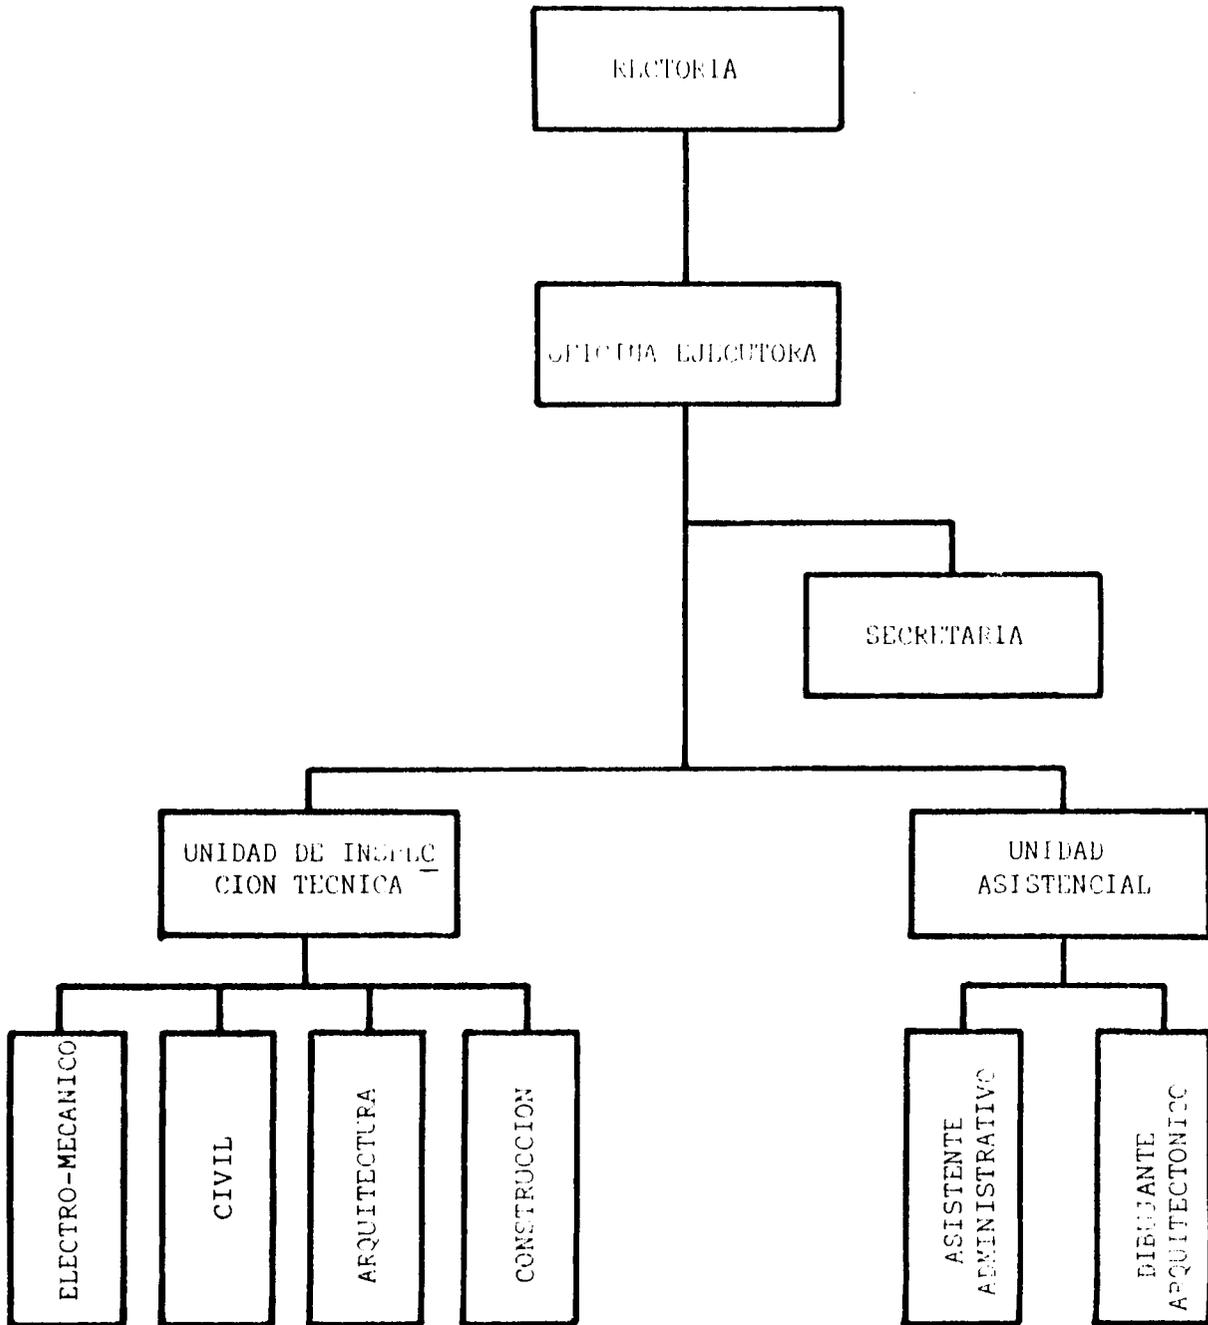 RECTORIA
OFICINA EJECUTORA
SECRETARIA
UNIDAD DE INSPEC
CION TECNICA
UNIDAD
ASISTENCIAL
ELECTRO-MECANICO
CIVIL
ARQUITECTURA
CONSTRUCCION
ASISTENTE
ADMINISTRATIVO
DIBUJANTE
ARQUITECTONICO